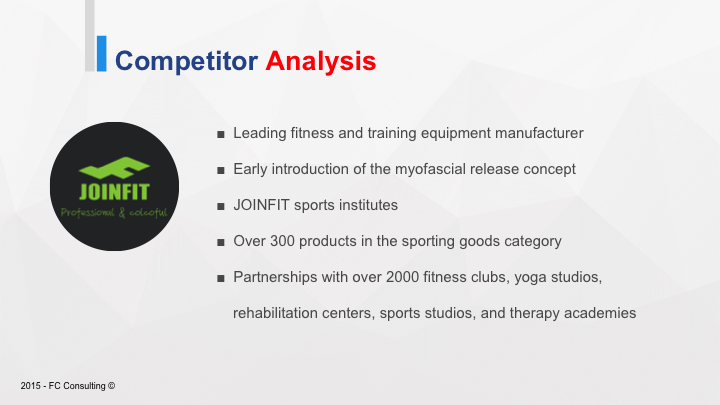 Competitor Analysis
■ Leading fitness and training equipment manufacturer
■ Early introduction of the myofascial release concept
■ JOINFIT sports institutes
■ Over 300 products in the sporting goods category
■ Partnerships with over 2000 fitness clubs, yoga studios,
rehabilitation centers, sports studios, and therapy academies
JOINFIT
Professional & colcoful
2015 - FC Consulting ©